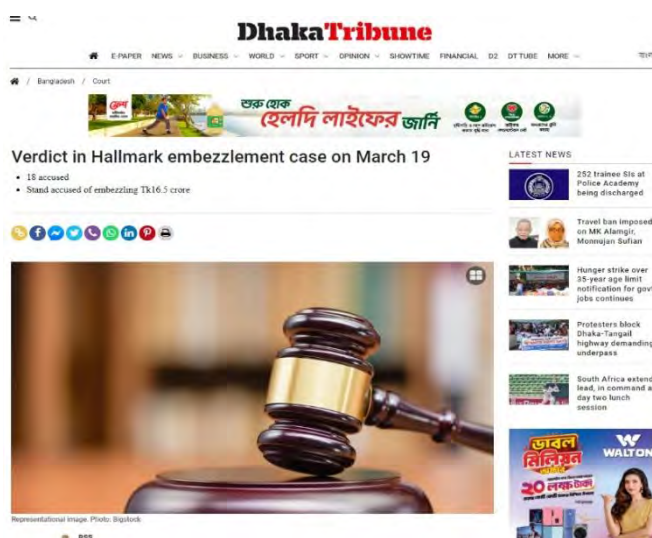 DhakaTribune
E-PAPER NEWS BUSINESS WORLD SPORT OPINION SHOWTIME FINANCIAL D2 DT TUBE MORE
/ Bangladesh / Court
শুরু হোক
হেলদি লাইফের জার্নি
Verdict in Hallmark embezzlement case on March 19
• 18 accused
• Stand accused of embezzling Tk16.5 crore
Representational image. Photo: Bigstock
BSS
LATEST NEWS
252 trainee SIs at
Police Academy
being discharged
Travel ban imposed
on MK Alamgir,
Monnujan Sufian
Hunger strike over
35-year age limit
notification for govt
jobs continues
Protesters block
Dhaka-Tangail
highway demanding
underpass
South Africa extend
lead, in command a
day two lunch
session
ডাবল
মিলিয়ন
WALTON
২০ লক্ষ টাকা